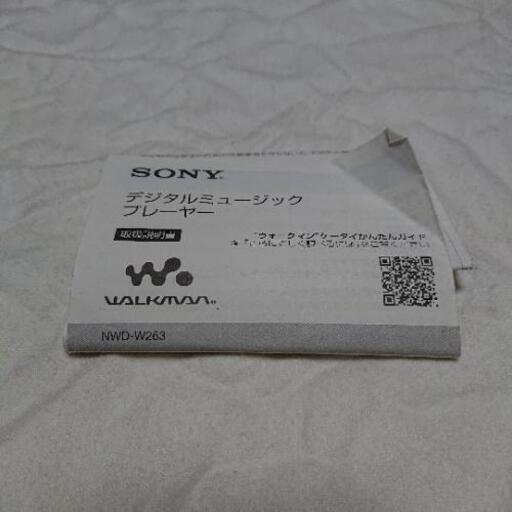 SONY
デジタルミュージック
プレーヤー
取扱説明書
"ウォークマン"ケータイかんたんガイド
WALKMAN
NWD-W263